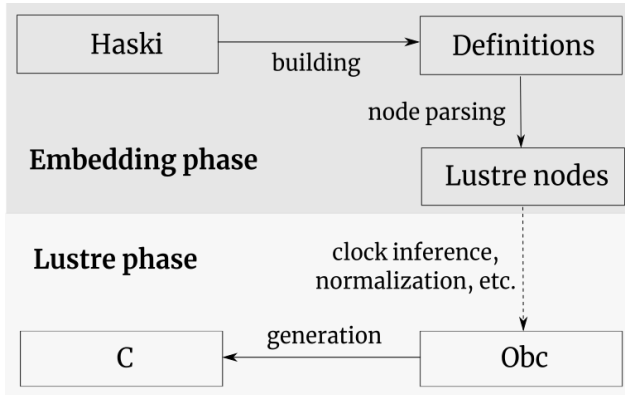 Haski
building
Definitions
node parsing
Embedding phase
Lustre nodes
Lustre phase
clock inference,
normalization, etc.
C
generation
Obc